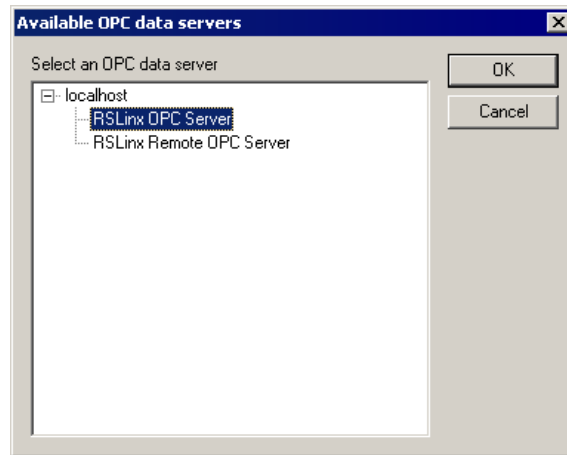 Available OPC data servers
Select an OPC data server
OK
localhost
Cancel
RSLinx OPC Server
RSLinx Remote OPC Server